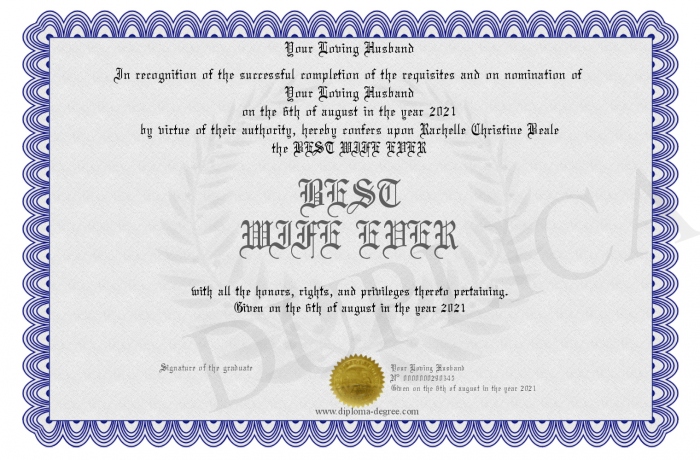 Your Loving Husband
In recognition of the successful completion of the requisites and on nomination of
Your Loving Husband
on the 6th of august in the year 2021
by virtue of their authority, hereby confers upon Rachelle Christine Beale
the BEST WIFE EVER
BEST
WIFE EVER
with all the honors, rights, and privileges thereto pertaining.
Given on the 6th of august in the year 2021
DUPLICA
Signature of the graduate
Your Loving Husband
Nº 0000000290345
Given on the 6th of august in the year 2021
www.diploma-degree.com